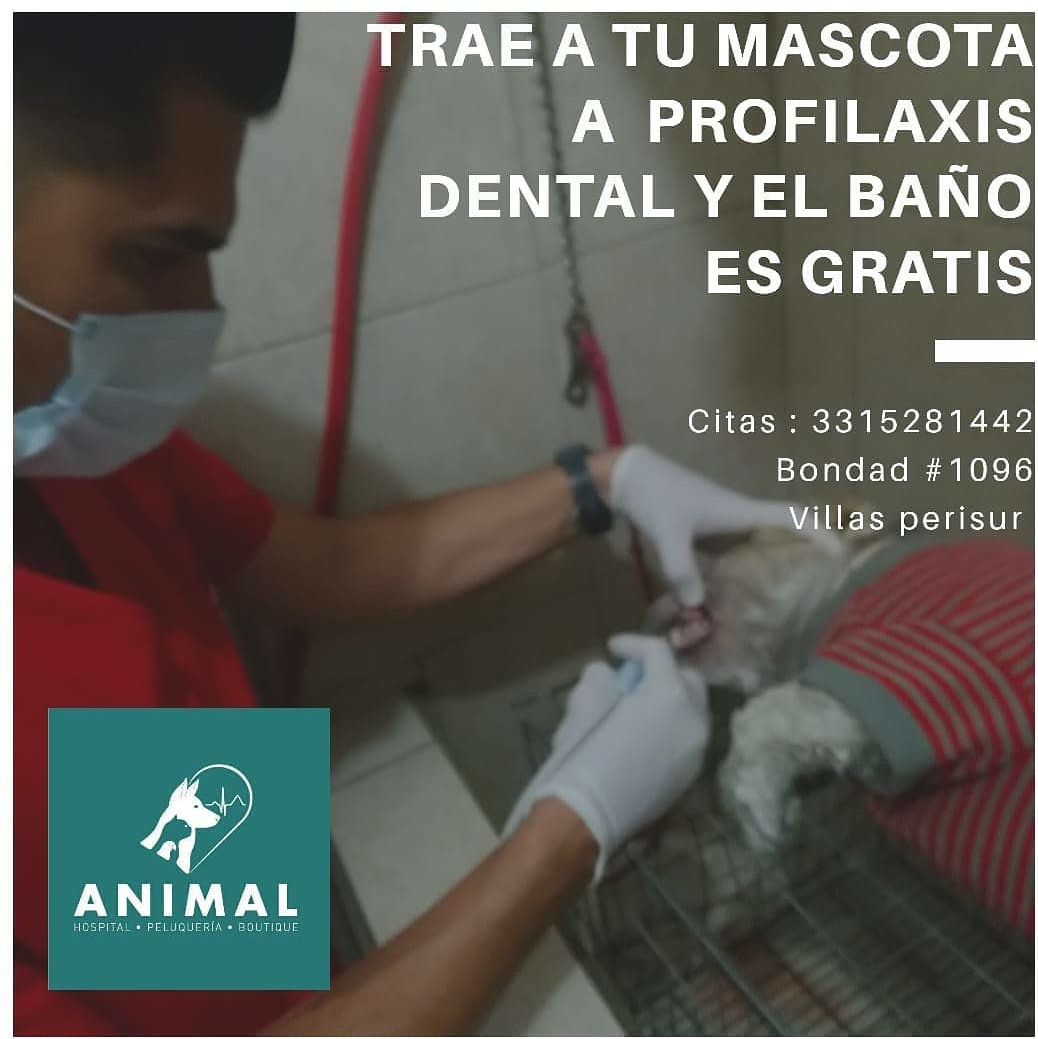 TRAE A TU MASCOTA
A PROFILAXIS
DENTAL Y EL BAÑO
ES GRATIS
Citas : 3315281442
Bondad #1096
Villas perisur
ANIMAL
HOSPITAL • PELUQUERÍA • BOUTIQUE